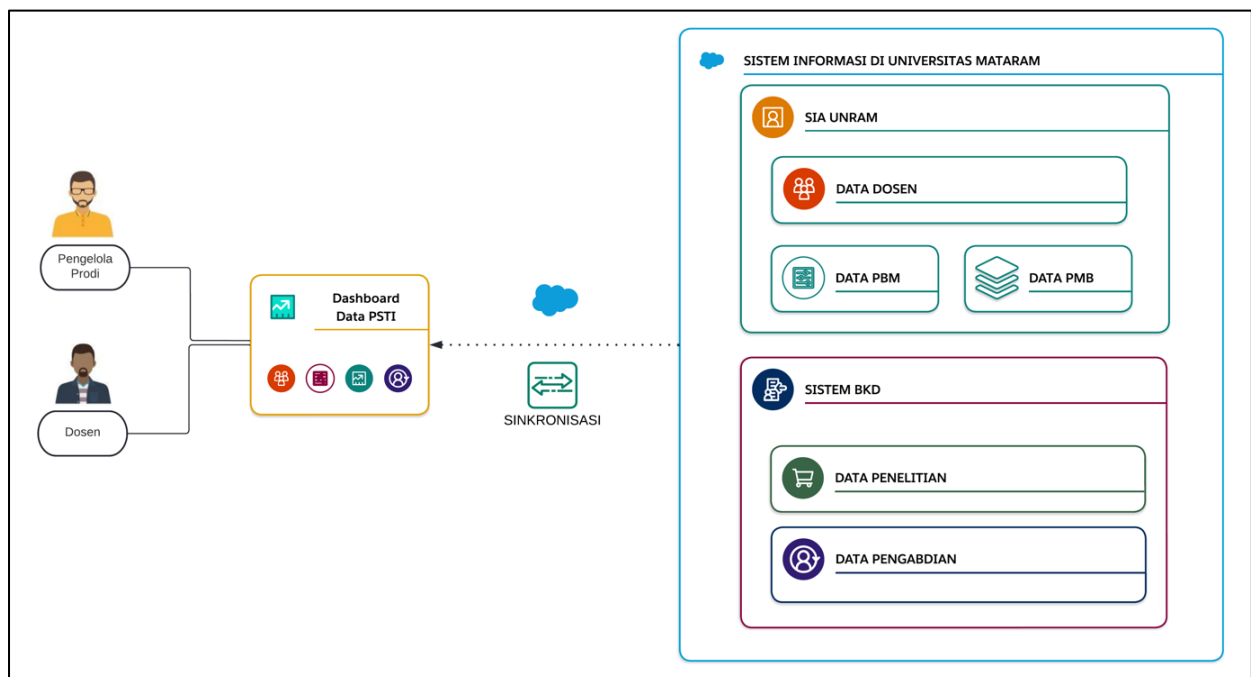 Pengelola
Prodi
Dosen
Dashboard
Data PSTI
SINKRONISASI
SISTEM INFORMASI DI UNIVERSITAS MATARAM
SIA UNRAM
DATA DOSEN
DATA PBM
DATA PMB
SISTEM BKD
DATA PENELITIAN
DATA PENGABDIAN